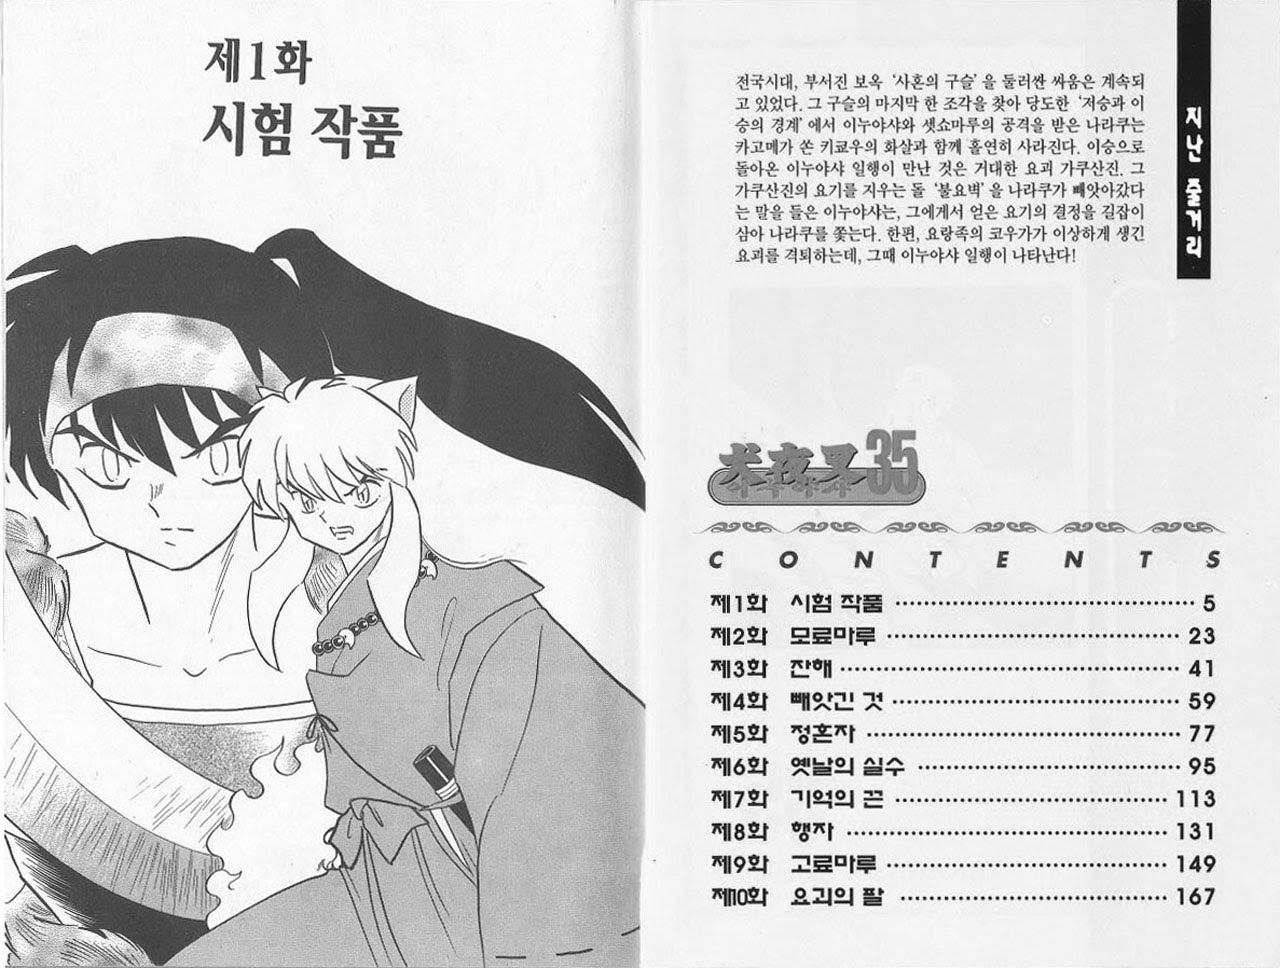 제1화
시험 작품
지난 줄거리
전국시대, 부서진 보옥 ‘사혼의 구슬’을 둘러싼 싸움은 계속되
고 있었다. 그 구슬의 마지막 한 조각을 찾아 당도한 ‘저승과 이
승의 경계’에서 이누야샤와 셋쇼마루의 공격을 받은 나라쿠는
카고메가 쏜 키쿄우의 화살과 함께 홀연히 사라진다. 이승으로
돌아온 이누야샤 일행이 만난 것은 거대한 요괴 가쿠산진. 그
가쿠산진의 요기를 지우는 돌 ‘불요벽’을 나라쿠가 빼앗아갔다
는 말을 들은 이누야샤는, 그에게서 얻은 요기의 결정을 길잡이
삼아 나라쿠를 쫓는다. 한편, 요랑족의 코우가가 이상하게 생긴
요괴를 격퇴하는데, 그때 이누야샤 일행이 나타난다!
犬夜叉 35
이누야샤
CONTENTS
제1화 시험 작품 5
제2화 모료마루 23
제3화 잔해 41
제4화 빼앗긴 것 59
제5화 정혼자 77
제6화 옛날의 실수 95
제7화 기억의 끈 113
제8화 행자 131
제9화 고료마루 149
제10화 요괴의 팔 167